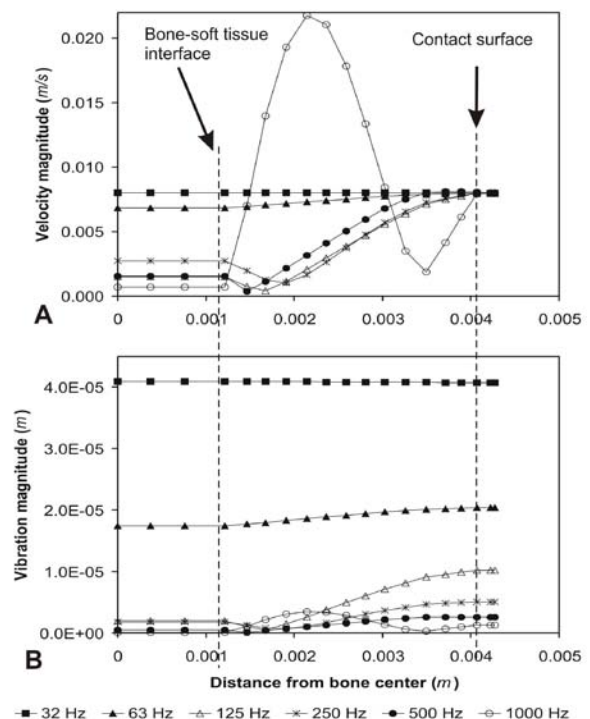 Bone-soft tissue
interface
Contact surface
Velocity magnitude (m/s)
0.020
0.015
0.010
0.005
0.000
A
0 0.001 0.002 0.003 0.004 0.005
B
Vibration magnitude (m)
4.0E-05
2.0E-05
1.0E-05
0.0E+00
0 0.001 0.002 0.003 0.004 0.005
Distance from bone center (m)
32 Hz 63 Hz 125 Hz 250 Hz 500 Hz 1000 Hz